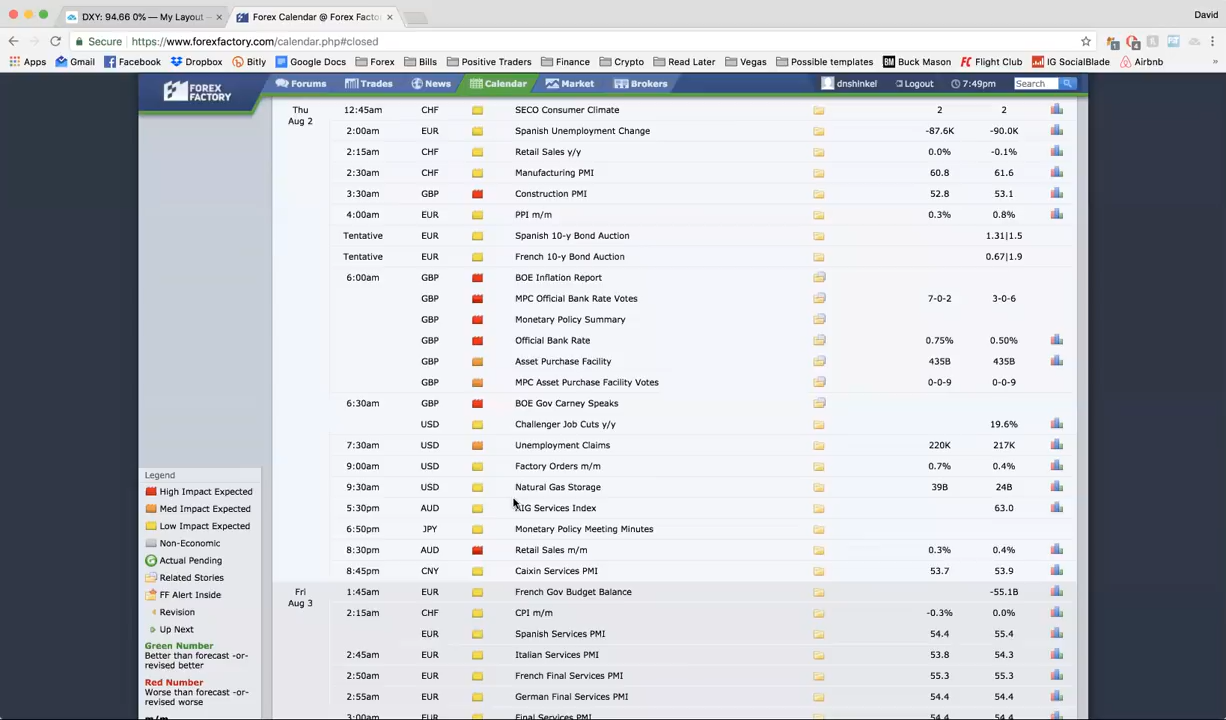 DXY: 94.66 0% — My Layout
Forex Calendar @ Forex Facto
David
Secure https://www.forexfactory.com/calendar.php#closed
Apps Gmail Facebook Dropbox Bitly Google Docs Forex Bills Positive Traders Finance Crypto Read Later Vegas Possible templates BM Buck Mason Flight Club IG SocialBlade Airbnb »
FOREX FACTORY Forums Trades News Calendar Market Brokers dnshinkel Logout 7:49pm Search
Thu Aug 2 12:45am CHF SECO Consumer Climate 2 2
2:00am EUR Spanish Unemployment Change -87.6K -90.0K
2:15am CHF Retail Sales y/y 0.0% -0.1%
2:30am CHF Manufacturing PMI 60.8 61.6
3:30am GBP Construction PMI 52.8 53.1
4:00am EUR PPI m/m 0.3% 0.8%
Tentative EUR Spanish 10-y Bond Auction 1.31|1.5
Tentative EUR French 10-y Bond Auction 0.67|1.9
6:00am GBP BOE Inflation Report
GBP MPC Official Bank Rate Votes 7-0-2 3-0-6
GBP Monetary Policy Summary
GBP Official Bank Rate 0.75% 0.50%
GBP Asset Purchase Facility 435B 435B
GBP MPC Asset Purchase Facility Votes 0-0-9 0-0-9
6:30am GBP BOE Gov Carney Speaks
USD Challenger Job Cuts y/y 19.6%
7:30am USD Unemployment Claims 220K 217K
9:00am USD Factory Orders m/m 0.7% 0.4%
9:30am USD Natural Gas Storage 39B 24B
5:30pm AUD AIG Services Index 63.0
6:50pm JPY Monetary Policy Meeting Minutes
8:30pm AUD Retail Sales m/m 0.3% 0.4%
8:45pm CNY Caixin Services PMI 53.7 53.9
Fri Aug 3 1:45am EUR French Gov Budget Balance -55.1B
2:15am CHF CPI m/m -0.3% 0.0%
EUR Spanish Services PMI 54.4 55.4
2:45am EUR Italian Services PMI 53.8 54.3
2:50am EUR French Final Services PMI 55.3 55.3
2:55am EUR German Final Services PMI 54.4 54.4
3:00am EUR Final Services PMI 54.4 54.4
Legend
High Impact Expected
Med Impact Expected
Low Impact Expected
Non-Economic
Actual Pending
Related Stories
FF Alert Inside
Revision
Up Next
Green Number
Better than forecast -or-
revised better
Red Number
Worse than forecast -or-
revised worse
m/m